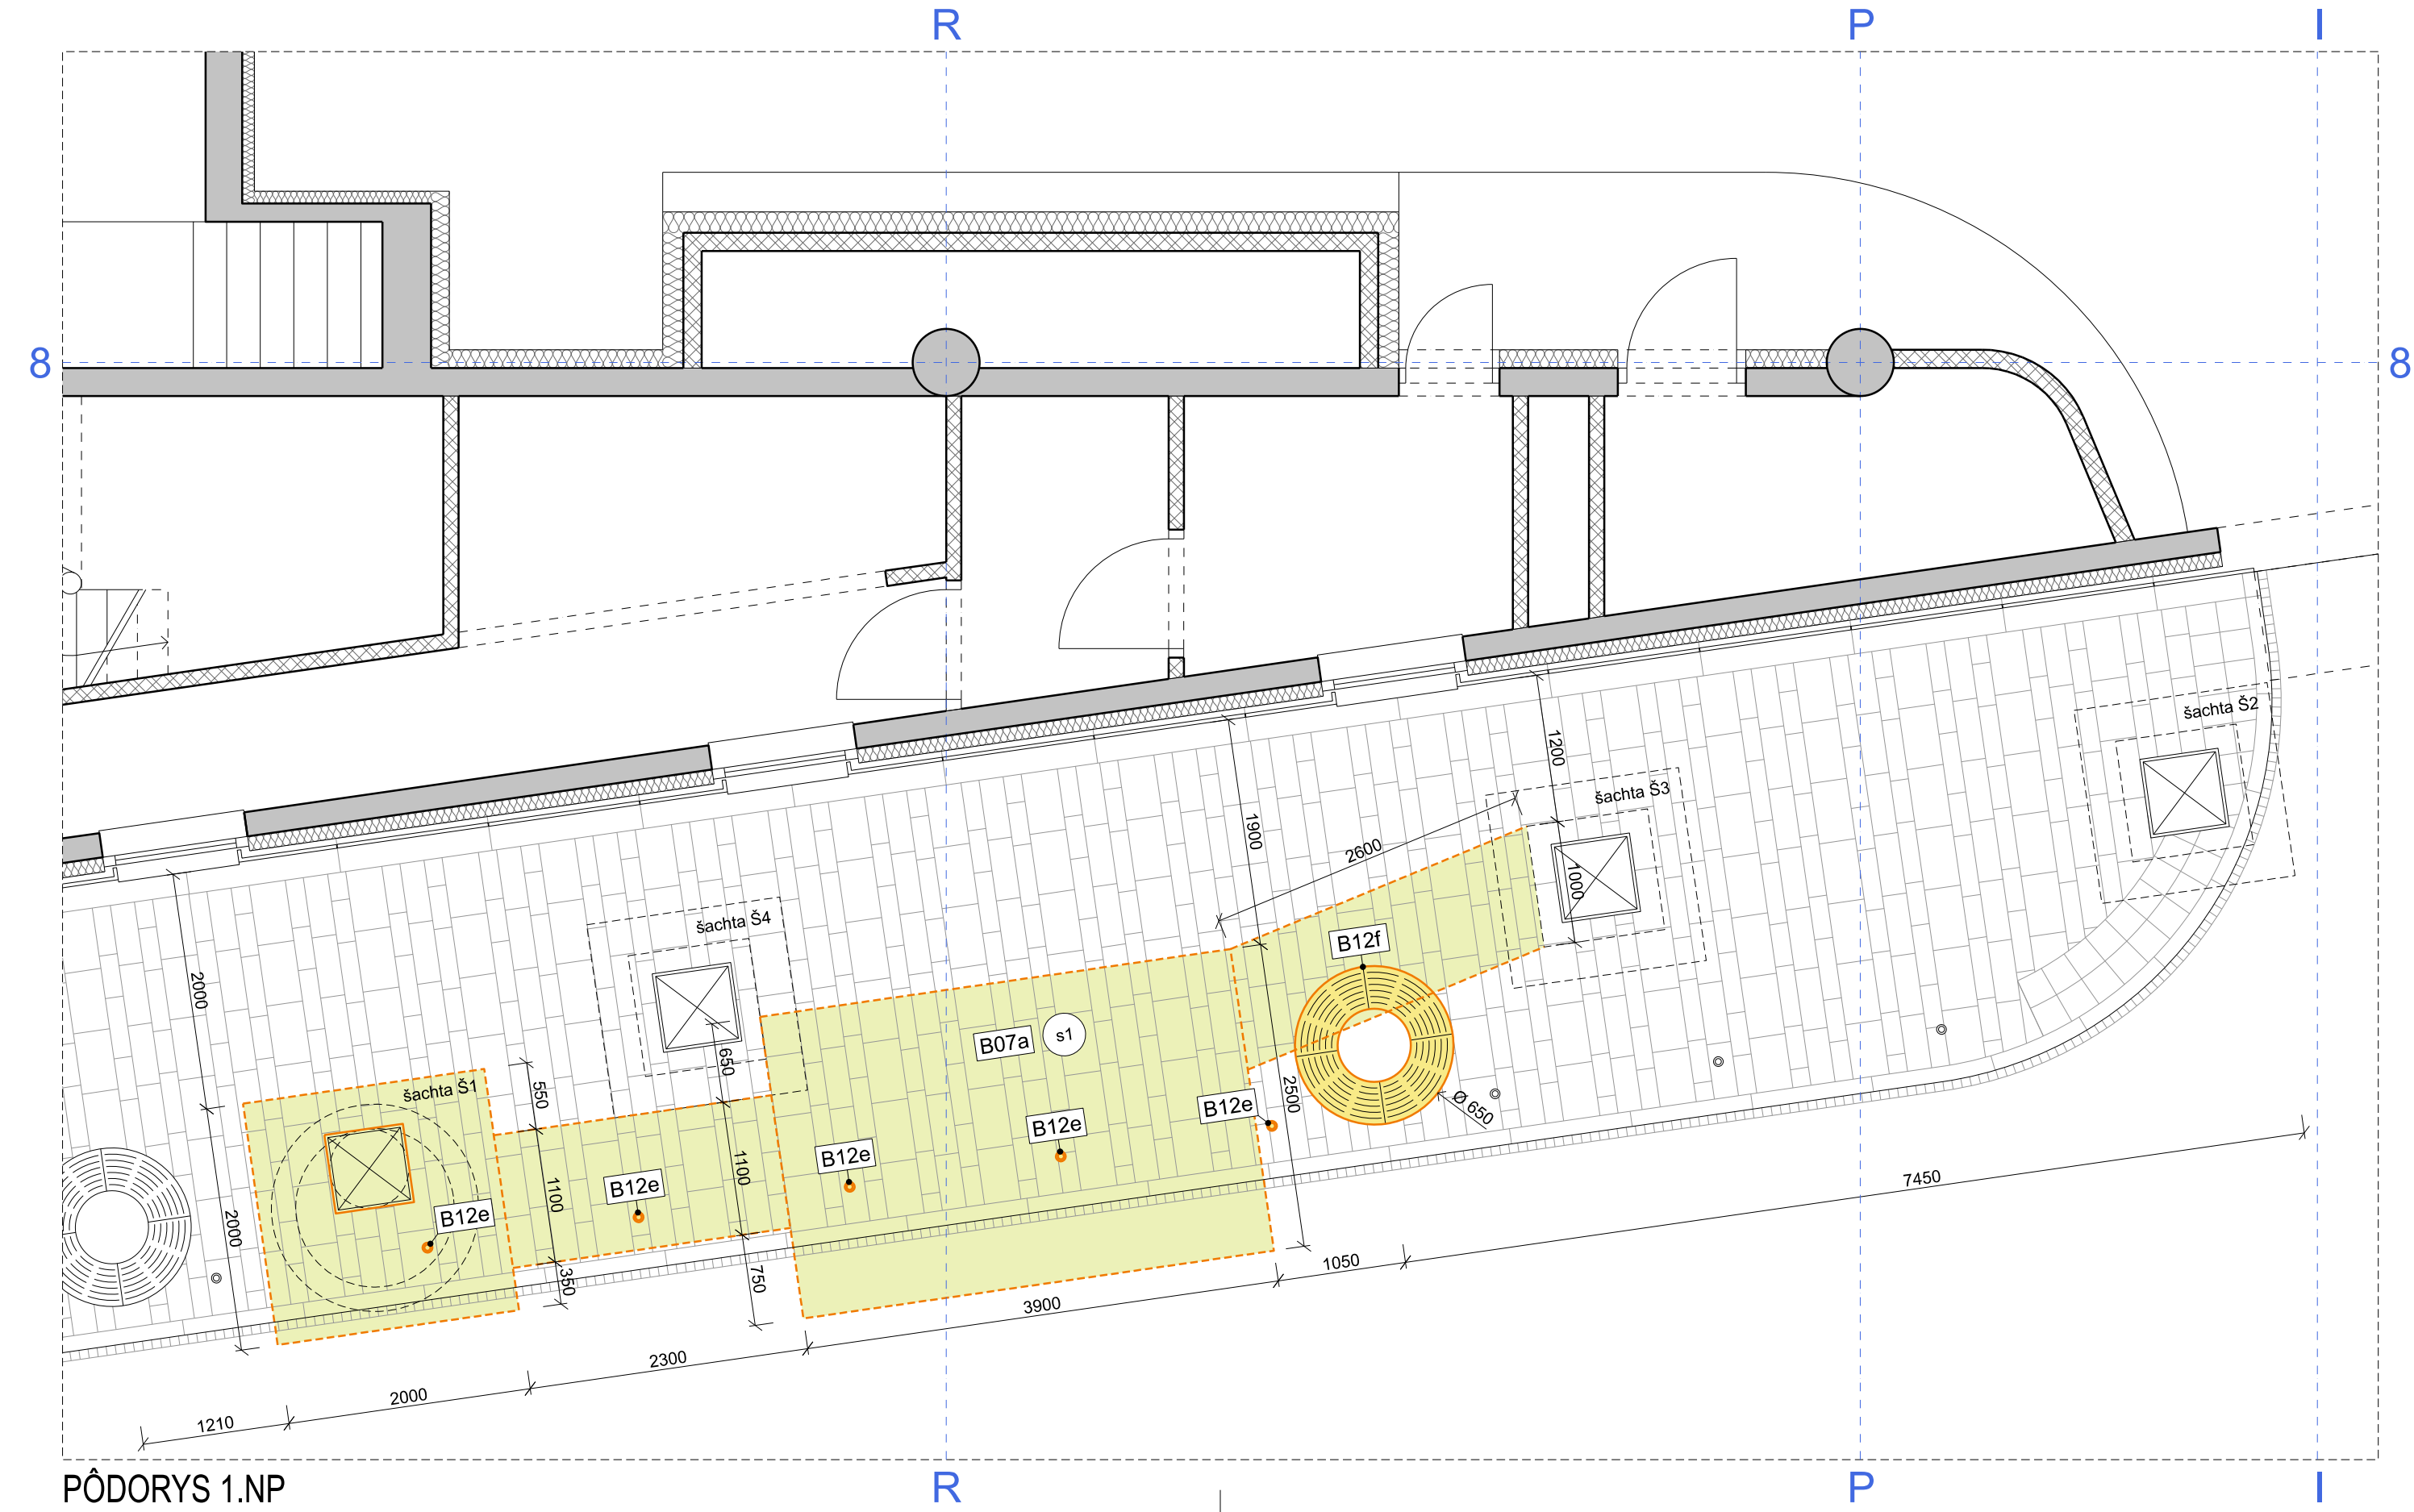 R
P
I
8
8
šachta Š2
1200
šachta Š3
1900
2600
1000
šachta Š4
B12f
2000
650
B07a
s1
550
šachta Š1
2500
B12e
Ø 650
B12e
B12e
1100
7450
B12e
1100
B12e
2000
350
750
1050
3900
2300
2000
1210
PÔDORYS 1.NP
R
P
I